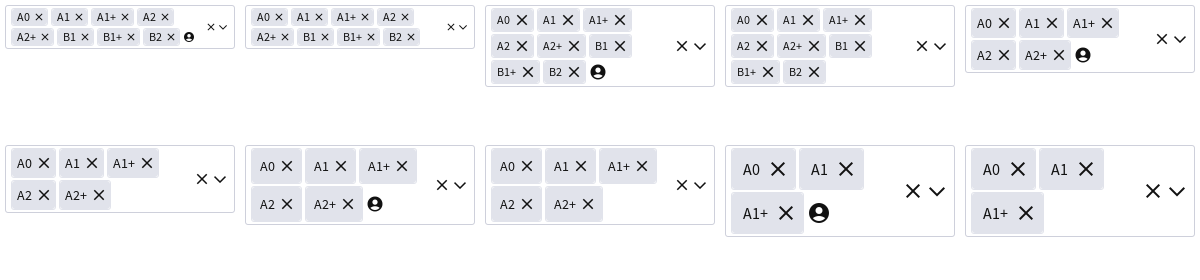 A0 A1 A1+ A2
A2+ B1 B1+ B2
A0 A1 A1+ A2
A2+ B1 B1+ B2
A0 A1 A1+
A2 A2+ B1
B1+ B2
A0 A1 A1+
A2 A2+ B1
B1+ B2
A0 A1 A1+
A2 A2+
A0 A1 A1+
A2 A2+
A0 A1 A1+
A2 A2+
A0 A1 A1+
A2 A2+
A0 A1
A1+
A0 A1
A1+